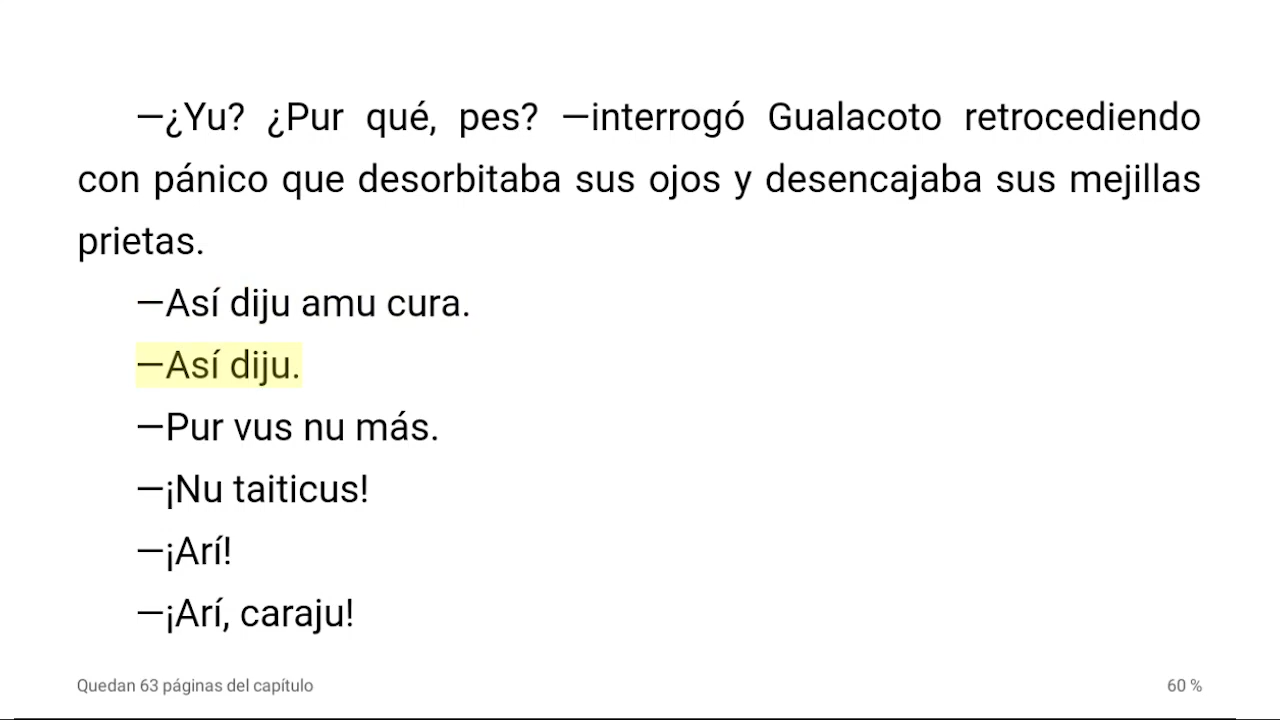 —¿Yu? ¿Pur qué, pes? —interrogó Gualacoto retrocediendo
con pánico que desorbitaba sus ojos y desencajaba sus mejillas
prietas.
—Así diju amu cura.
—Así diju.
—Pur vus nu más.
—¡Nu taiticus!
—¡Arí!
—¡Arí, caraju!
Quedan 63 páginas del capítulo
60 %